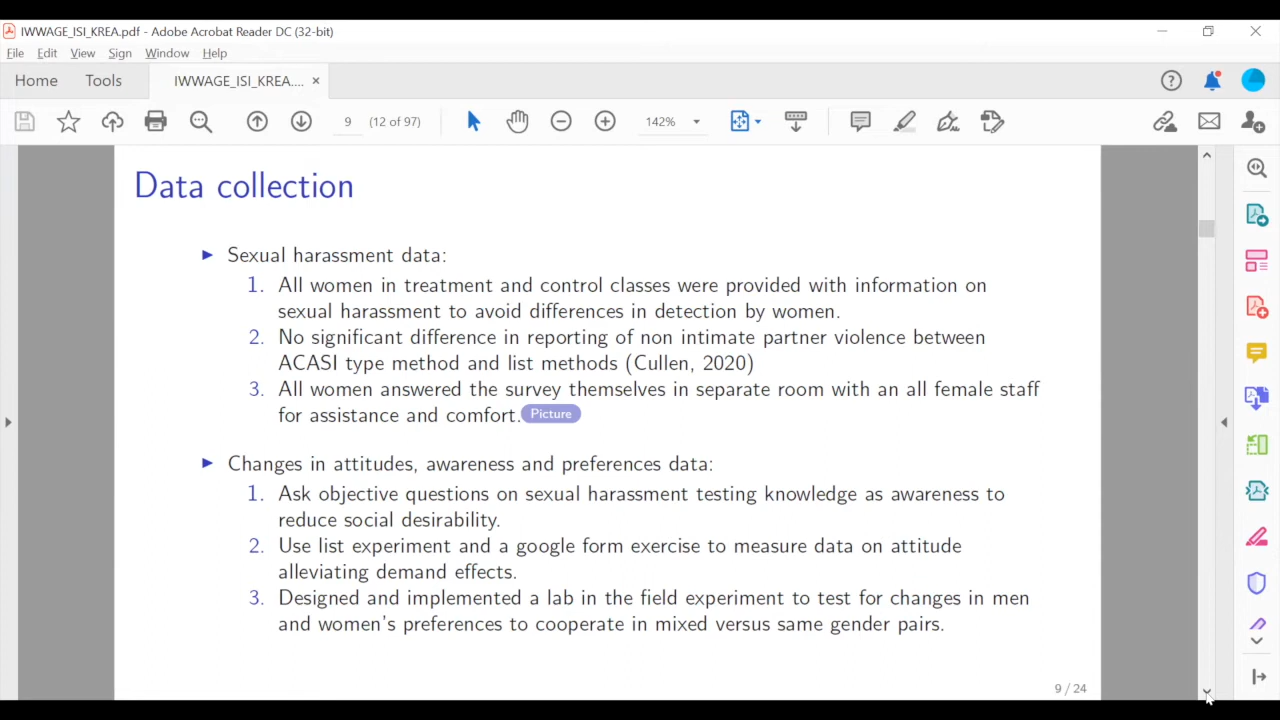 IWWAGE_ISI_KREA.pdf - Adobe Acrobat Reader DC (32-bit)
File Edit View Sign Window Help
Home Tools IWWAGE_ISI_KREA.... ×
9 (12 of 97) 142%
Data collection
Sexual harassment data:
1. All women in treatment and control classes were provided with information on
sexual harassment to avoid differences in detection by women.
2. No significant difference in reporting of non intimate partner violence between
ACASI type method and list methods (Cullen, 2020)
3. All women answered the survey themselves in separate room with an all female staff
for assistance and comfort. Picture
Changes in attitudes, awareness and preferences data:
1. Ask objective questions on sexual harassment testing knowledge as awareness to
reduce social desirability.
2. Use list experiment and a google form exercise to measure data on attitude
alleviating demand effects.
3. Designed and implemented a lab in the field experiment to test for changes in men
and women's preferences to cooperate in mixed versus same gender pairs.
9 / 24